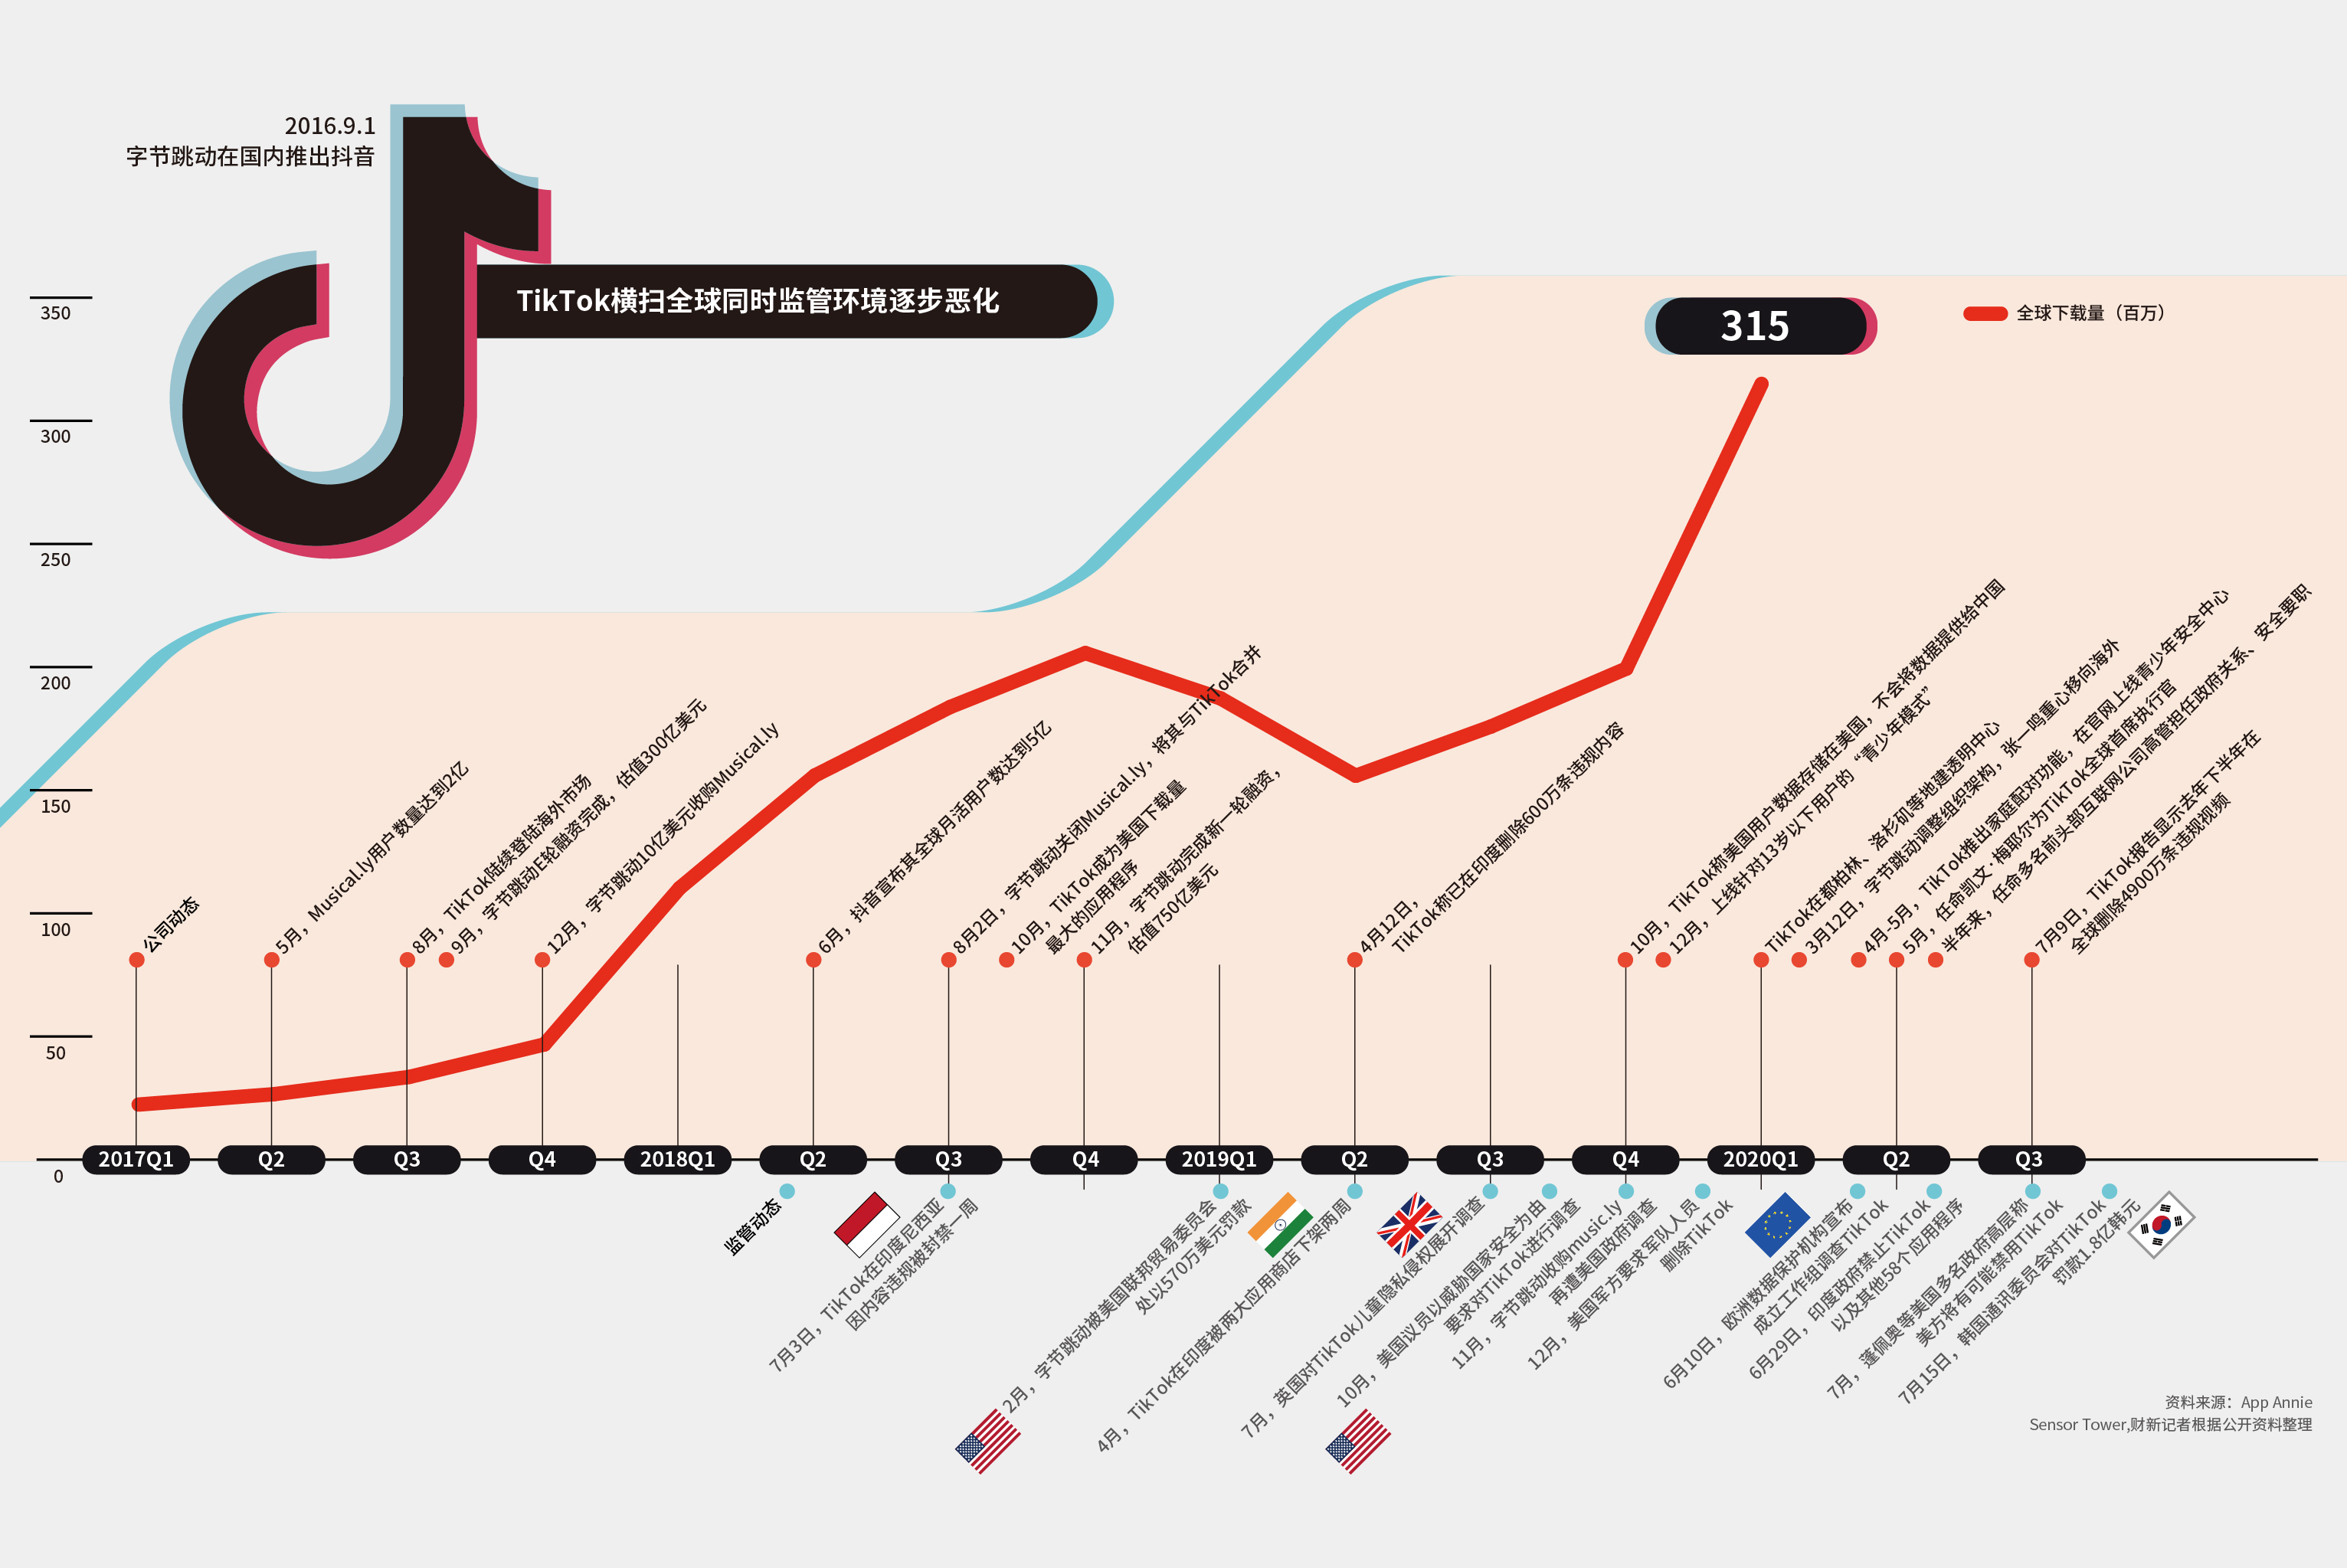 2016.9.1
字节跳动在国内推出抖音
TikTok横扫全球同时监管环境逐步恶化
315
全球下载量（百万）
350
300
250
200
150
100
50
0
公司动态
5月，Musical.ly用户数量达到2亿
8月，TikTok陆续登陆海外市场
9月，字节跳动E轮融资完成，估值300亿美元
12月，字节跳动10亿美元收购Musical.ly
6月，抖音宣布其全球月活用户数达到5亿
8月2日，字节跳动关闭Musical.ly，将其与TikTok合并
10月，TikTok成为美国下载量
最大的应用程序
11月，字节跳动完成新一轮融资，
估值750亿美元
4月12日，
TikTok称已在印度删除600万条违规内容
10月，TikTok称美国用户数据存储在美国，不会将数据提供给中国
12月，上线针对13岁以下用户的“青少年模式”
TikTok在都柏林、洛杉矶等地建透明中心
3月12日，字节跳动调整组织架构，张一鸣重心移向海外
4月-5月，TikTok推出家庭配对功能，在官网上线青少年安全中心
5月，任命凯文·梅耶尔为TikTok全球首席执行官
半年来，任命多名前头部互联网公司高管担任政府关系、安全要职
7月9日，TikTok报告显示去年下半年在
全球删除4900万条违规视频
2017Q1
Q2
Q3
Q4
2018Q1
Q2
Q3
Q4
2019Q1
Q2
Q3
Q4
2020Q1
Q2
Q3
监管动态
7月3日，TikTok在印度尼西亚
因内容违规被封禁一周
2月，字节跳动被美国联邦贸易委员会
处以570万美元罚款
4月，TikTok在印度被两大应用商店下架两周
7月，英国对TikTok儿童隐私侵权展开调查
10月，美国议员以威胁国家安全为由
要求对TikTok进行调查
11月，字节跳动收购music.ly
再遭美国政府调查
12月，美国军方要求军队人员
删除TikTok
6月10日，欧洲数据保护机构宣布
成立工作组调查TikTok
6月29日，印度政府禁止TikTok
以及其他58个应用程序
7月，蓬佩奥等美国多名政府高层称
美方将有可能禁用TikTok
7月15日，韩国通讯委员会对TikTok
罚款1.8亿韩元
资料来源：App Annie
Sensor Tower,财新记者根据公开资料整理